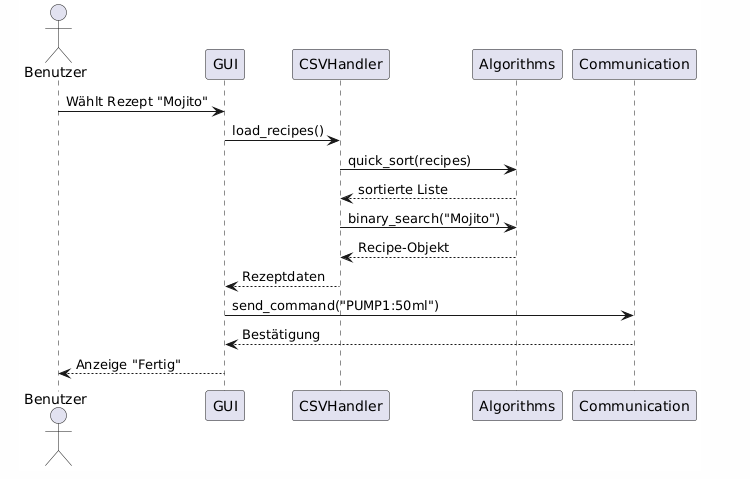 Benutzer
GUI
CSVHandler
Algorithms
Communication
Wählt Rezept "Mojito"
load_recipes()
quick_sort(recipes)
sortierte Liste
binary_search("Mojito")
Recipe-Objekt
Rezeptdaten
send_command("PUMP1:50ml")
Bestätigung
Anzeige "Fertig"
Benutzer
GUI
CSVHandler
Algorithms
Communication